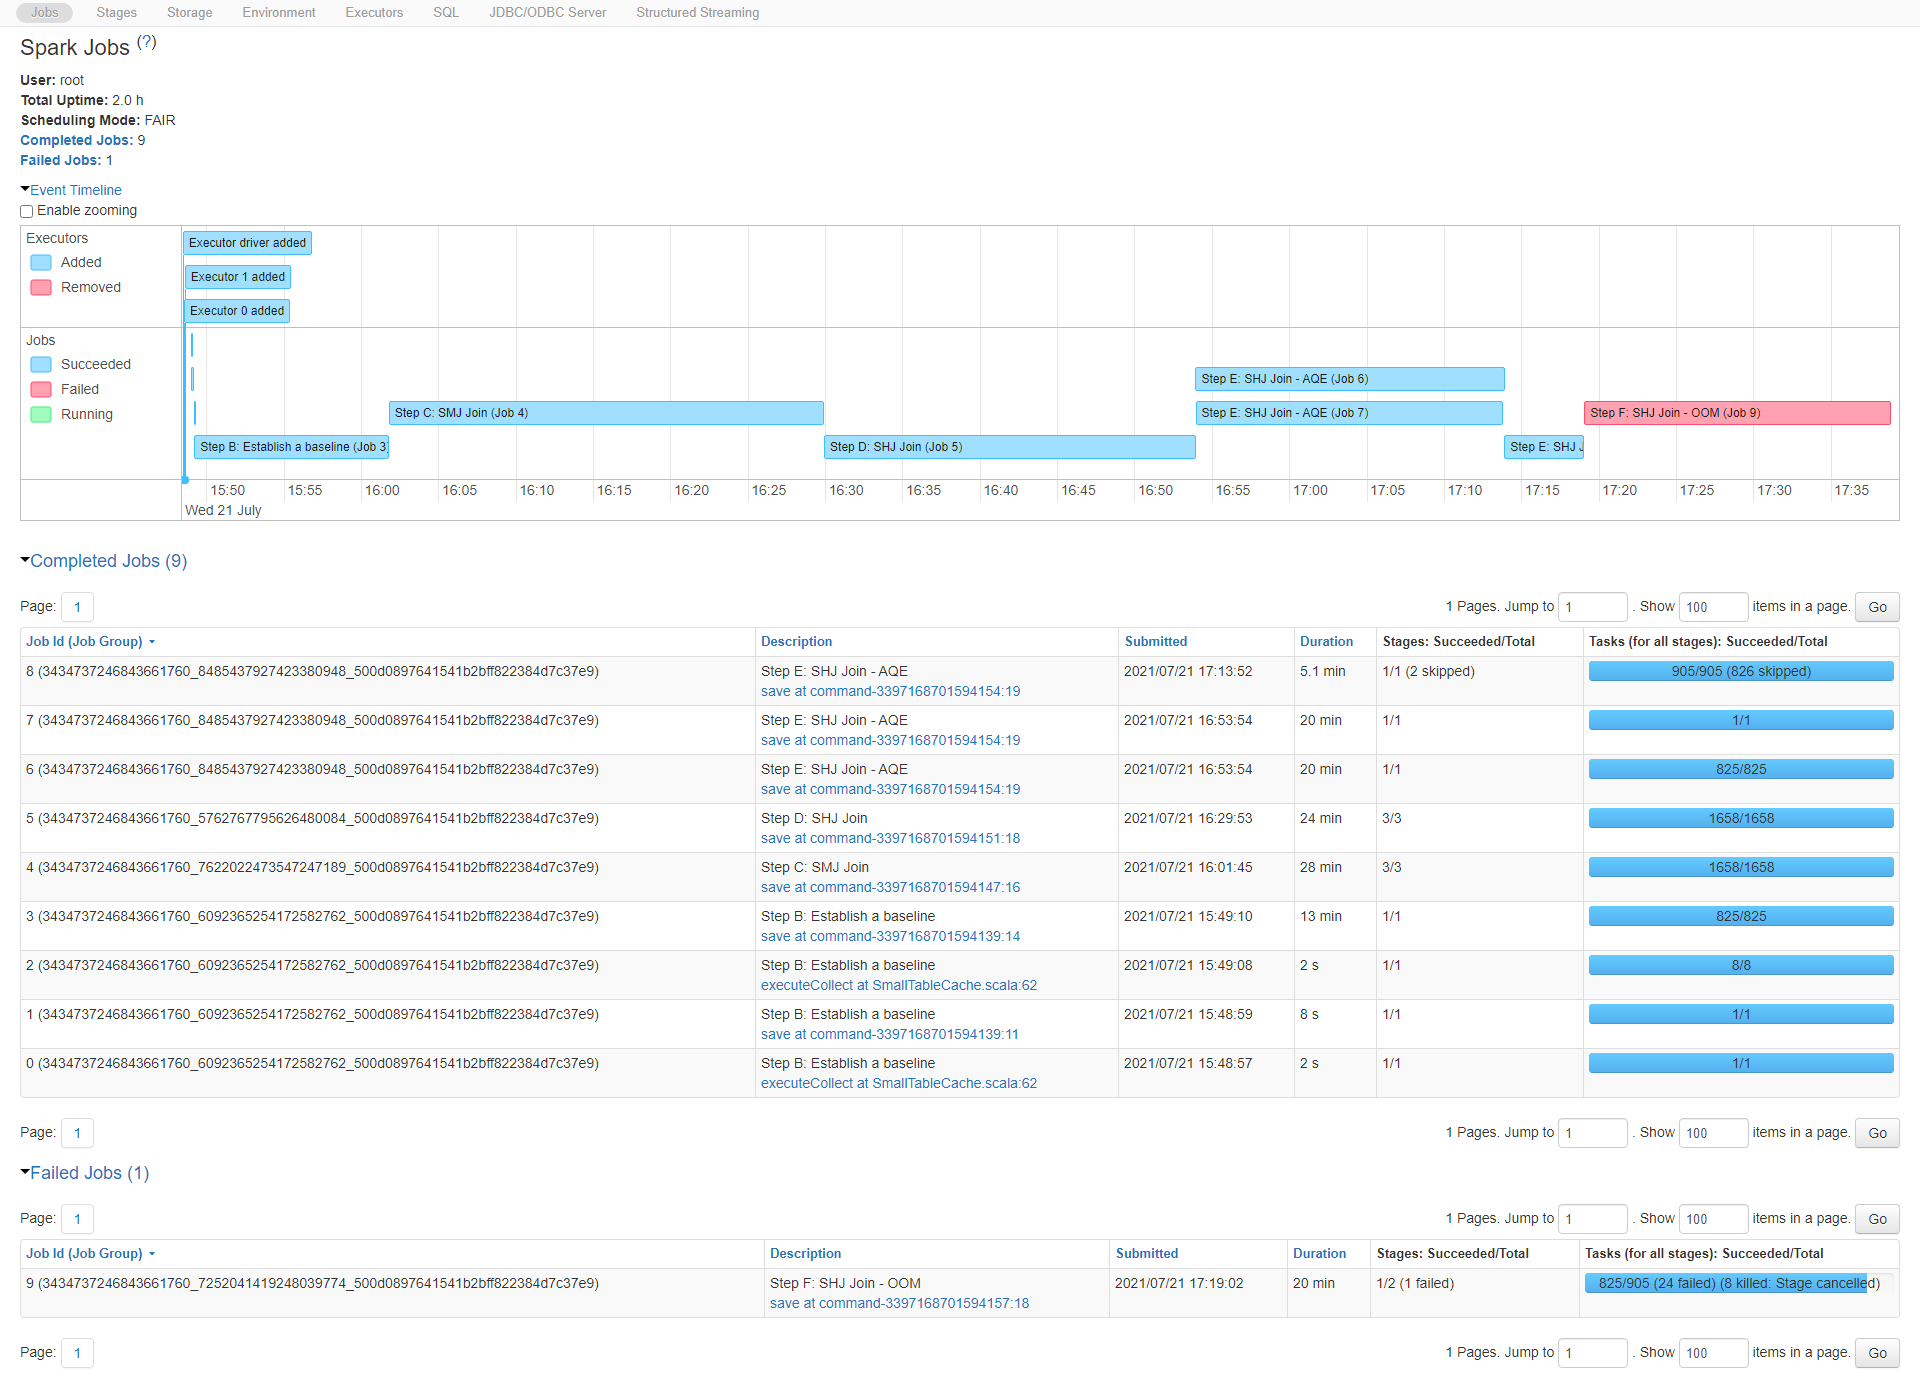 Jobs Stages Storage Environment Executors SQL JDBC/ODBC Server Structured Streaming
Spark Jobs (?)
User: root
Total Uptime: 2.0 h
Scheduling Mode: FAIR
Completed Jobs: 9
Failed Jobs: 1
Event Timeline
Enable zooming
Executors
Added
Removed
Executor driver added
Executor 1 added
Executor 0 added
Jobs
Succeeded
Failed
Running
Step E: SHJ Join - AQE (Job 6)
Step C: SMJ Join (Job 4) Step E: SHJ Join - AQE (Job 7) Step F: SHJ Join - OOM (Job 9)
Step B: Establish a baseline (Job 3) Step D: SHJ Join (Job 5) Step E: SHJ J
15:50 15:55 16:00 16:05 16:10 16:15 16:20 16:25 16:30 16:35 16:40 16:45 16:50 16:55 17:00 17:05 17:10 17:15 17:20 17:25 17:30 17:35
Wed 21 July
Completed Jobs (9)
Page: 1 1 Pages. Jump to 1 . Show 100 items in a page. Go
Job Id (Job Group) Description Submitted Duration Stages: Succeeded/Total Tasks (for all stages): Succeeded/Total
8 (3434737246843661760_8485437927423380948_500d0897641541b2bff822384d7c37e9) Step E: SHJ Join - AQE 2021/07/21 17:13:52 5.1 min 1/1 (2 skipped) 905/905 (826 skipped)
save at command-3397168701594154:19
7 (3434737246843661760_8485437927423380948_500d0897641541b2bff822384d7c37e9) Step E: SHJ Join - AQE 2021/07/21 16:53:54 20 min 1/1 1/1
save at command-3397168701594154:19
6 (3434737246843661760_8485437927423380948_500d0897641541b2bff822384d7c37e9) Step E: SHJ Join - AQE 2021/07/21 16:53:54 20 min 1/1 825/825
save at command-3397168701594154:19
5 (3434737246843661760_5762767795626480084_500d0897641541b2bff822384d7c37e9) Step D: SHJ Join 2021/07/21 16:29:53 24 min 3/3 1658/1658
save at command-3397168701594151:18
4 (3434737246843661760_7622022473547247189_500d0897641541b2bff822384d7c37e9) Step C: SMJ Join 2021/07/21 16:01:45 28 min 3/3 1658/1658
save at command-3397168701594147:16
3 (3434737246843661760_6092365254172582762_500d0897641541b2bff822384d7c37e9) Step B: Establish a baseline 2021/07/21 15:49:10 13 min 1/1 825/825
save at command-3397168701594139:14
2 (3434737246843661760_6092365254172582762_500d0897641541b2bff822384d7c37e9) Step B: Establish a baseline 2021/07/21 15:49:08 2 s 1/1 8/8
executeCollect at SmallTableCache.scala:62
1 (3434737246843661760_6092365254172582762_500d0897641541b2bff822384d7c37e9) Step B: Establish a baseline 2021/07/21 15:48:59 8 s 1/1 1/1
save at command-3397168701594139:11
0 (3434737246843661760_6092365254172582762_500d0897641541b2bff822384d7c37e9) Step B: Establish a baseline 2021/07/21 15:48:57 2 s 1/1 1/1
executeCollect at SmallTableCache.scala:62
Page: 1 1 Pages. Jump to 1 . Show 100 items in a page. Go
Failed Jobs (1)
Page: 1 1 Pages. Jump to 1 . Show 100 items in a page. Go
Job Id (Job Group) Description Submitted Duration Stages: Succeeded/Total Tasks (for all stages): Succeeded/Total
9 (3434737246843661760_7252041419248039774_500d0897641541b2bff822384d7c37e9) Step F: SHJ Join - OOM 2021/07/21 17:19:02 20 min 1/2 (1 failed) 825/905 (24 failed) (8 killed: Stage cancelled)
save at command-3397168701594157:18
Page: 1 1 Pages. Jump to 1 . Show 100 items in a page. Go